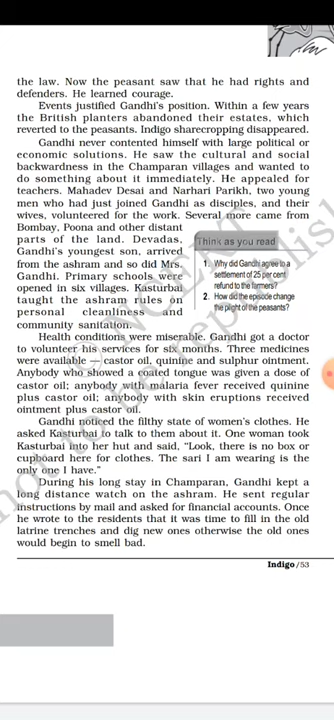 the law. Now the peasant saw that he had rights and
defenders. He learned courage.
Events justified Gandhi's position. Within a few years
the British planters abandoned their estates, which
reverted to the peasants. Indigo sharecropping disappeared.
Gandhi never contented himself with large political or
economic solutions. He saw the cultural and social
backwardness in the Champaran villages and wanted to
do something about it immediately. He appealed for
teachers. Mahadev Desai and Narhari Parikh, two young
men who had just joined Gandhi as disciples, and their
wives, volunteered for the work. Several more came from
Bombay, Poona and other distant
parts of the land. Devadas,
Gandhi's youngest son, arrived
from the ashram and so did Mrs.
Gandhi. Primary schools were
opened in six villages. Kasturbai
taught the ashram rules on
personal cleanliness and
community sanitation.
Think as you read
1. Why did Gandhi agree to a
settlement of 25 per cent
refund to the farmers?
2. How did the episode change
the plight of the peasants?
Health conditions were miserable. Gandhi got a doctor
to volunteer his services for six months. Three medicines
were available — castor oil, quinine and sulphur ointment.
Anybody who showed a coated tongue was given a dose of
castor oil; anybody with malaria fever received quinine
plus castor oil; anybody with skin eruptions received
ointment plus castor oil.
Gandhi noticed the filthy state of women's clothes. He
asked Kasturbai to talk to them about it. One woman took
Kasturbai into her hut and said, "Look, there is no box or
cupboard here for clothes. The sari I am wearing is the
only one I have."
During his long stay in Champaran, Gandhi kept a
long distance watch on the ashram. He sent regular
instructions by mail and asked for financial accounts. Once
he wrote to the residents that it was time to fill in the old
latrine trenches and dig new ones otherwise the old ones
would begin to smell bad.
Indigo/53
not to be republish